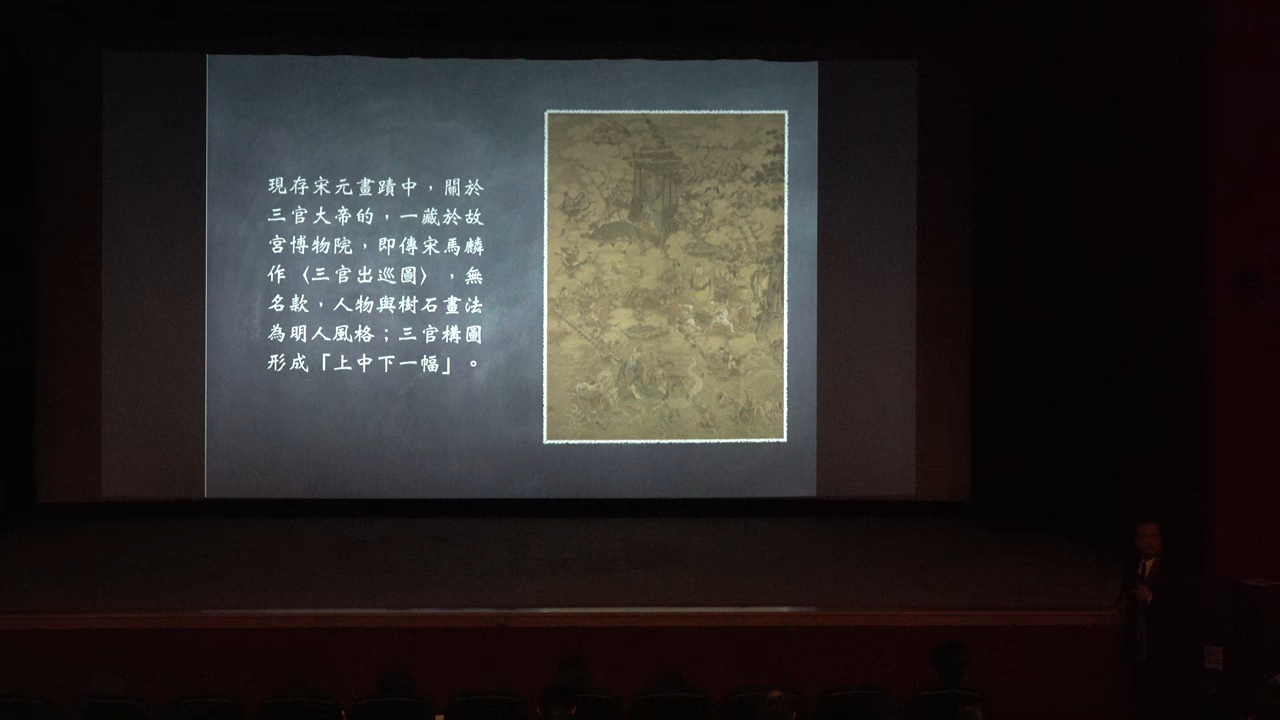 現存宋元畫蹟中，關於
三官大帝的，一藏於故
宮博物院，即傳宋馬麟
作〈三官出巡圖〉，無
名款，人物與樹石畫法
為明人風格；三官構圖
形成「上中下一幅」。